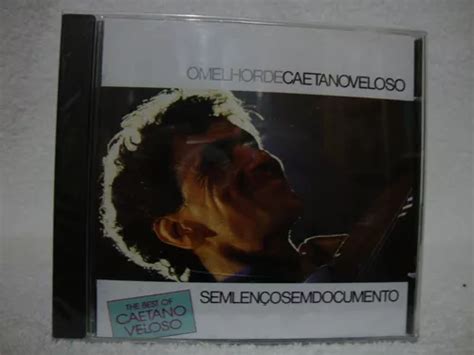 OMELHORDECAETANOVELOSO
SEMLENÇOSEMDOCUMENTO
THE BEST OF
CAETANO
VELOSO